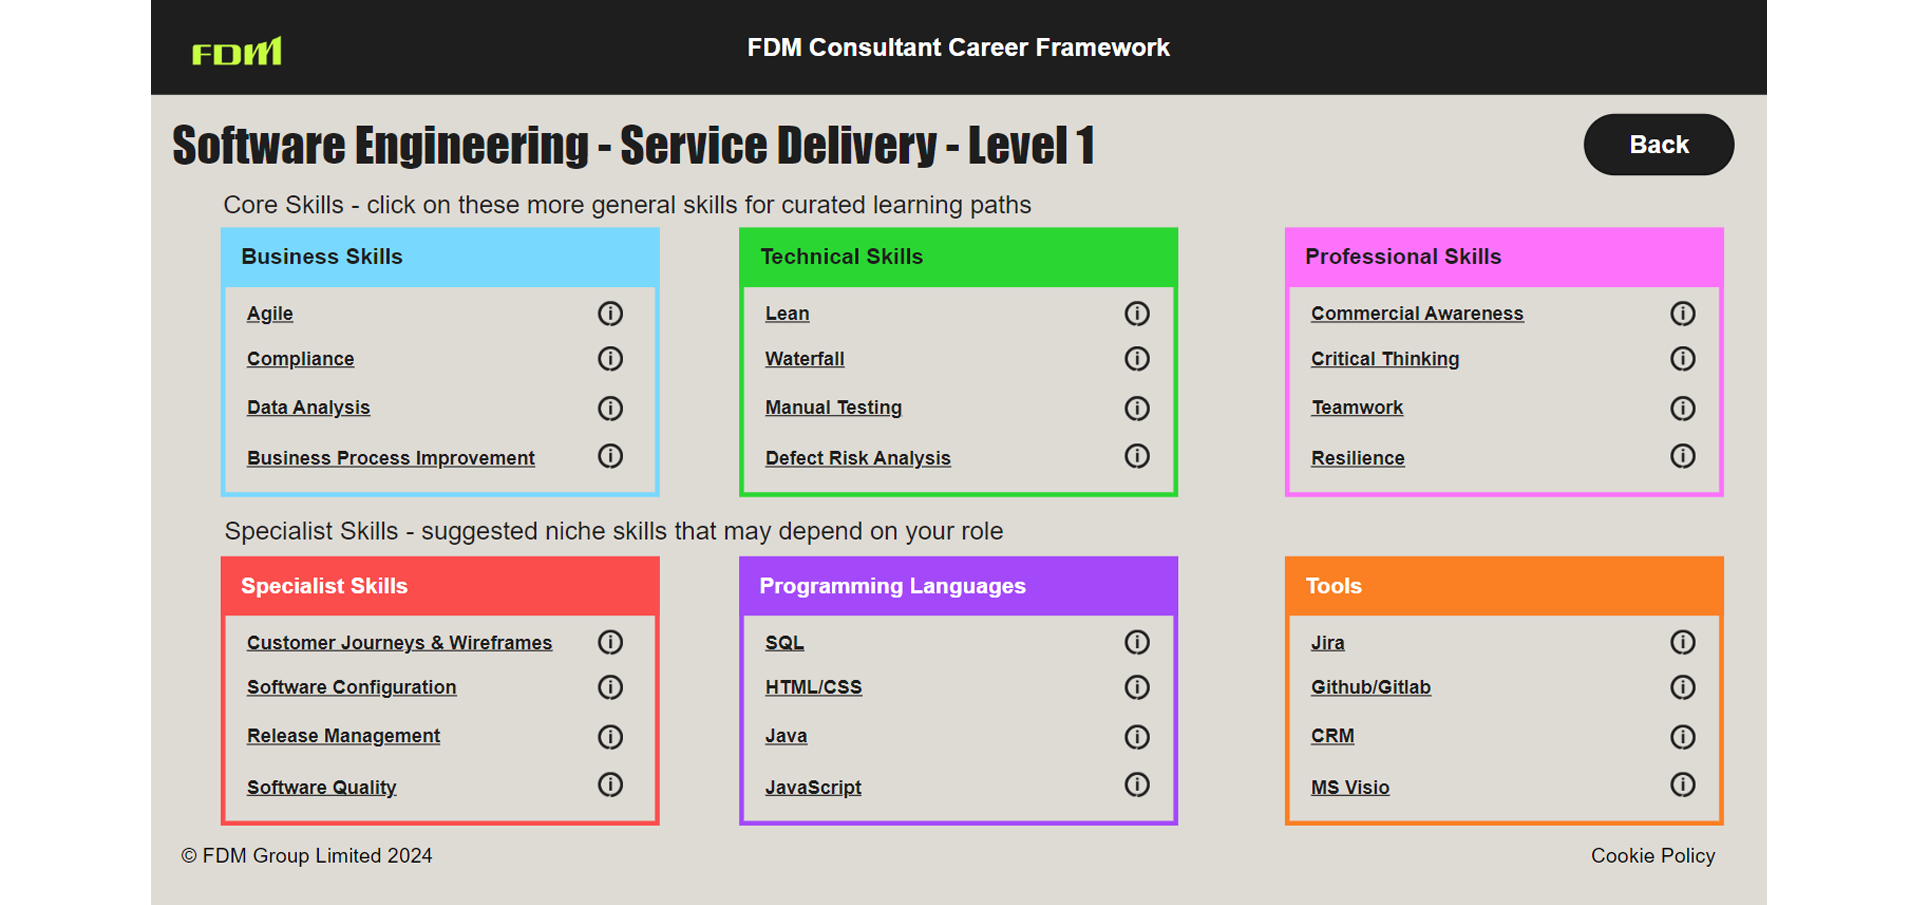 FDM
FDM Consultant Career Framework
Software Engineering - Service Delivery - Level 1
Back
Core Skills - click on these more general skills for curated learning paths
Business Skills
Agile
Compliance
Data Analysis
Business Process Improvement
Technical Skills
Lean
Waterfall
Manual Testing
Defect Risk Analysis
Professional Skills
Commercial Awareness
Critical Thinking
Teamwork
Resilience
Specialist Skills - suggested niche skills that may depend on your role
Specialist Skills
Customer Journeys & Wireframes
Software Configuration
Release Management
Software Quality
Programming Languages
SQL
HTML/CSS
Java
JavaScript
Tools
Jira
Github/Gitlab
CRM
MS Visio
© FDM Group Limited 2024
Cookie Policy